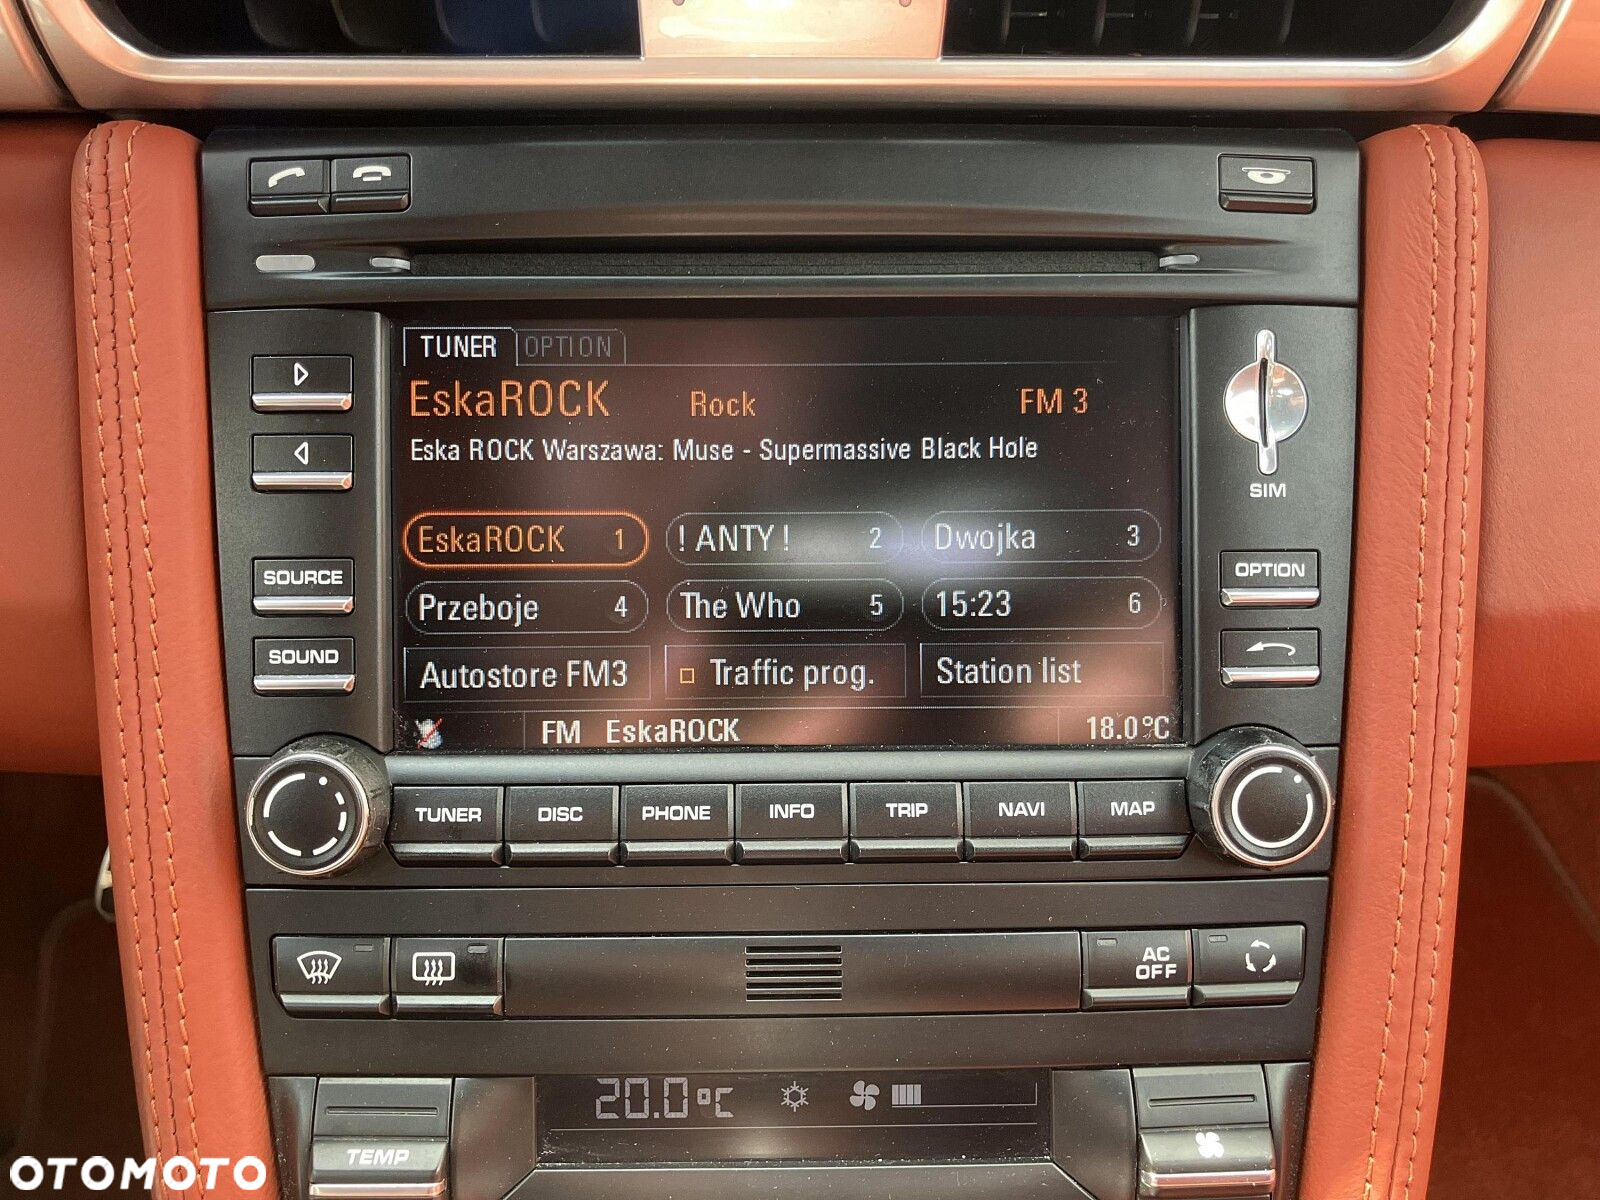 TUNER OPTION
EskaROCK Rock FM 3
Eska ROCK Warszawa: Muse - Supermassive Black Hole
SIM
EskaROCK 1 ! ANTY ! 2 Dwojka 3
SOURCE
OPTION
Przeboje 4 The Who 5 15:23 6
SOUND
Autostore FM3 Traffic prog. Station list
FM EskaROCK 18.0°C
TUNER DISC PHONE INFO TRIP NAVI MAP
AC
OFF
20.0°C
TEMP
OTOMOTO